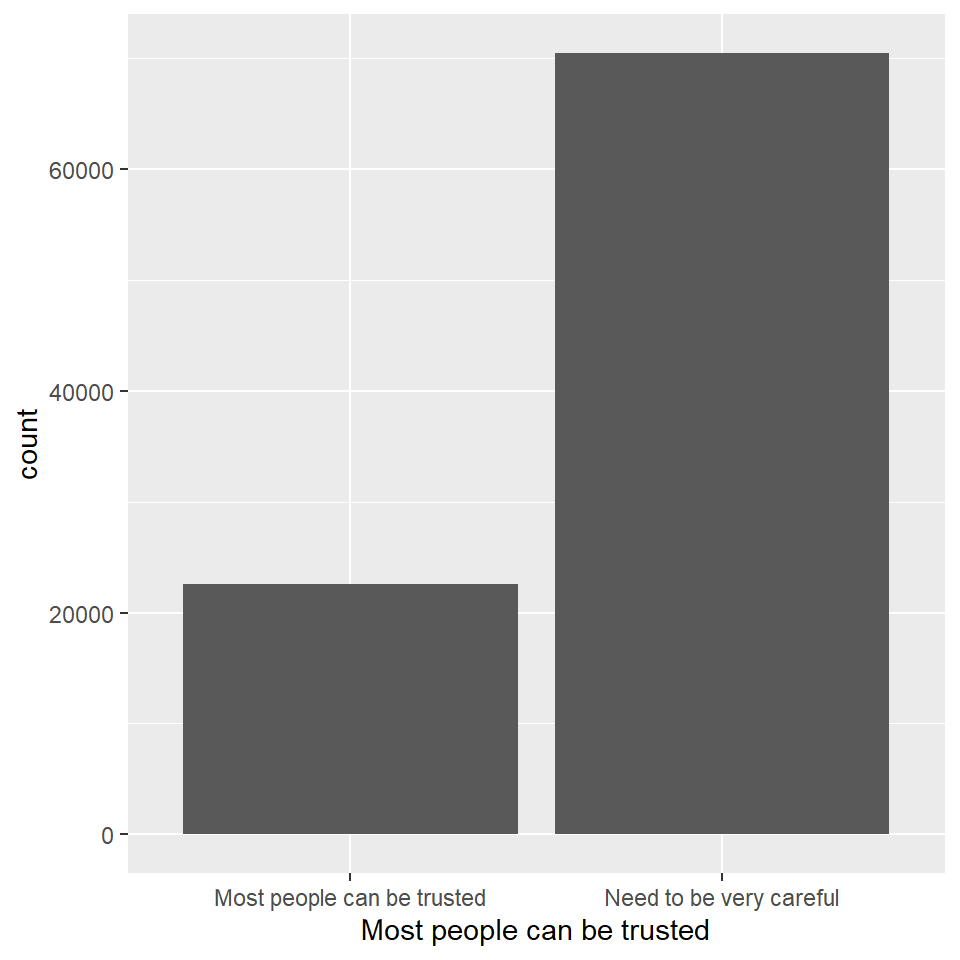 count
60000
40000
20000
0
Most people can be trusted
Need to be very careful
Most people can be trusted